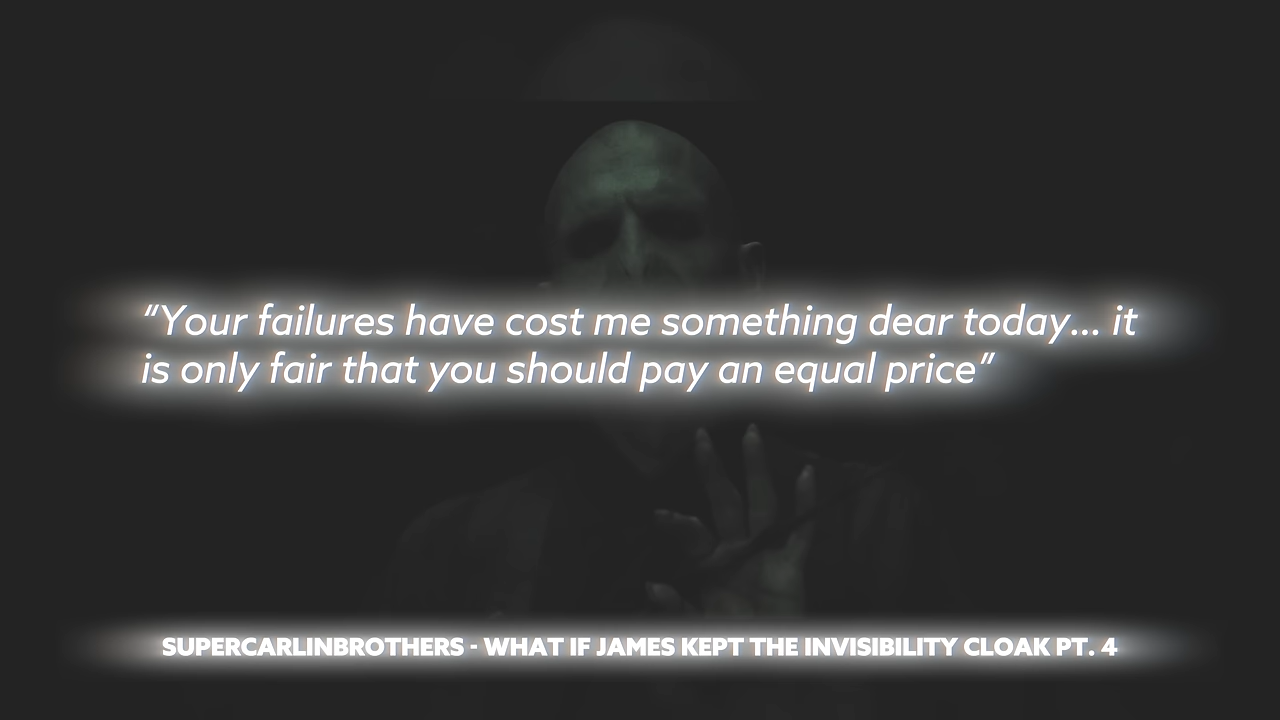 “Your failures have cost me something dear today... it
is only fair that you should pay an equal price”
SUPERCARLINBROTHERS - WHAT IF JAMES KEPT THE INVISIBILITY CLOAK PT. 4